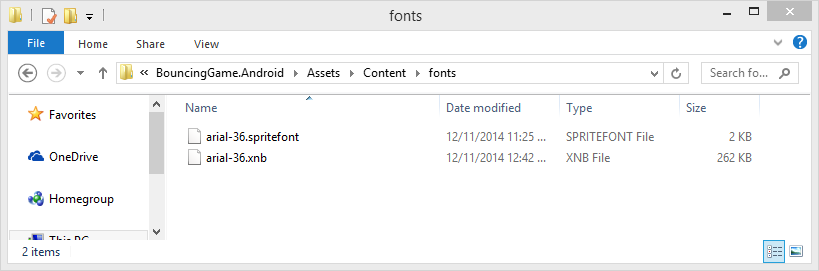 fonts
File Home Share View
« BouncingGame.Android Assets Content fonts Search fo...
Favorites
OneDrive
Homegroup
This PC
Name Date modified Type Size
arial-36.spritefont 12/11/2014 11:25 ... SPRITEFONT File 2 KB
arial-36.xnb 12/11/2014 12:42 ... XNB File 262 KB
2 items